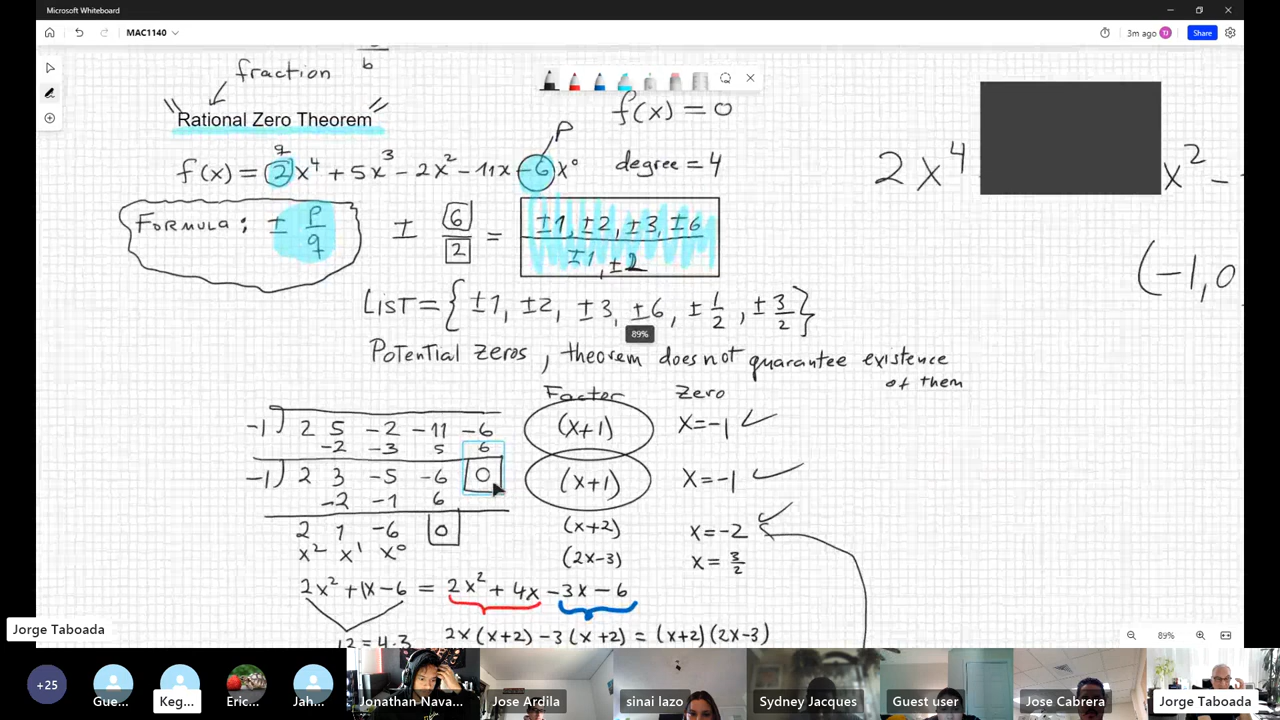 Microsoft Whiteboard
MAC1140
3m ago TJ Share
b
fraction
"Rational Zero Theorem"
f(x) = 0
P
q
f(x) = 2x⁴ + 5x³ - 2x² - 11x - 6x⁰
degree = 4
2x⁴ x² -
FORMULA: ± P/q
± 6/2 = ±1, ±2, ±3, ±6 / ±1, ±2
(-1, 0
LIST = { ±1, ±2, ±3, ±6, ± 1/2, ± 3/2 }
89%
Potential zeros, theorem does not guarantee existence
of them
Factor Zero
-1) 2 5 -2 -11 -6 (x+1) x=-1 ✓
-2 -3 5 6
-1) 2 3 -5 -6 0 (x+1) x=-1 ✓
-2 -1 6
2 1 -6 0 (x+2) x=-2 ✓
x² x¹ x⁰ (2x-3) x= 3/2
2x² + 1x - 6 = 2x² + 4x - 3x - 6
12 = 4·3 2x(x+2) - 3(x+2) = (x+2)(2x-3)
89%
Jorge Taboada
+25
Gue...
Keg...
Eric...
Jah...
Jonathan Nava...
Jose Ardila
sinai lazo
Sydney Jacques
Guest user
Jose Cabrera
Jorge Taboada